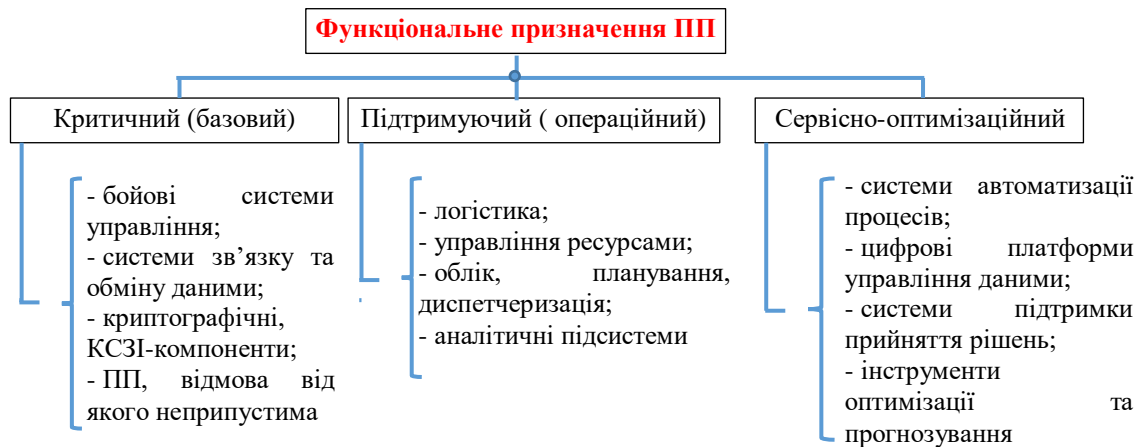 Функціональне призначення ПП
Критичний (базовий)
- бойові системи
управління;
- системи зв’язку та
обміну даними;
- криптографічні,
КСЗІ-компоненти;
- ПП, відмова від
якого неприпустима
Підтримуючий ( операційний)
- логістика;
- управління ресурсами;
- облік, планування,
диспетчеризація;
- аналітичні підсистеми
Сервісно-оптимізаційний
- системи автоматизації
процесів;
- цифрові платформи
управління даними;
- системи підтримки
прийняття рішень;
- інструменти
оптимізації та
прогнозування